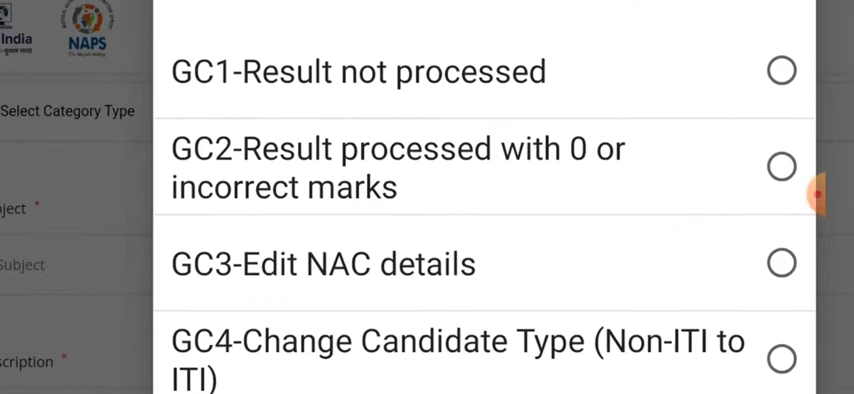 India
NAPS
GC1-Result not processed
Select Category Type
GC2-Result processed with 0 or
incorrect marks
ject *
Subject
GC3-Edit NAC details
GC4-Change Candidate Type (Non-ITI to
ITI)
scription *